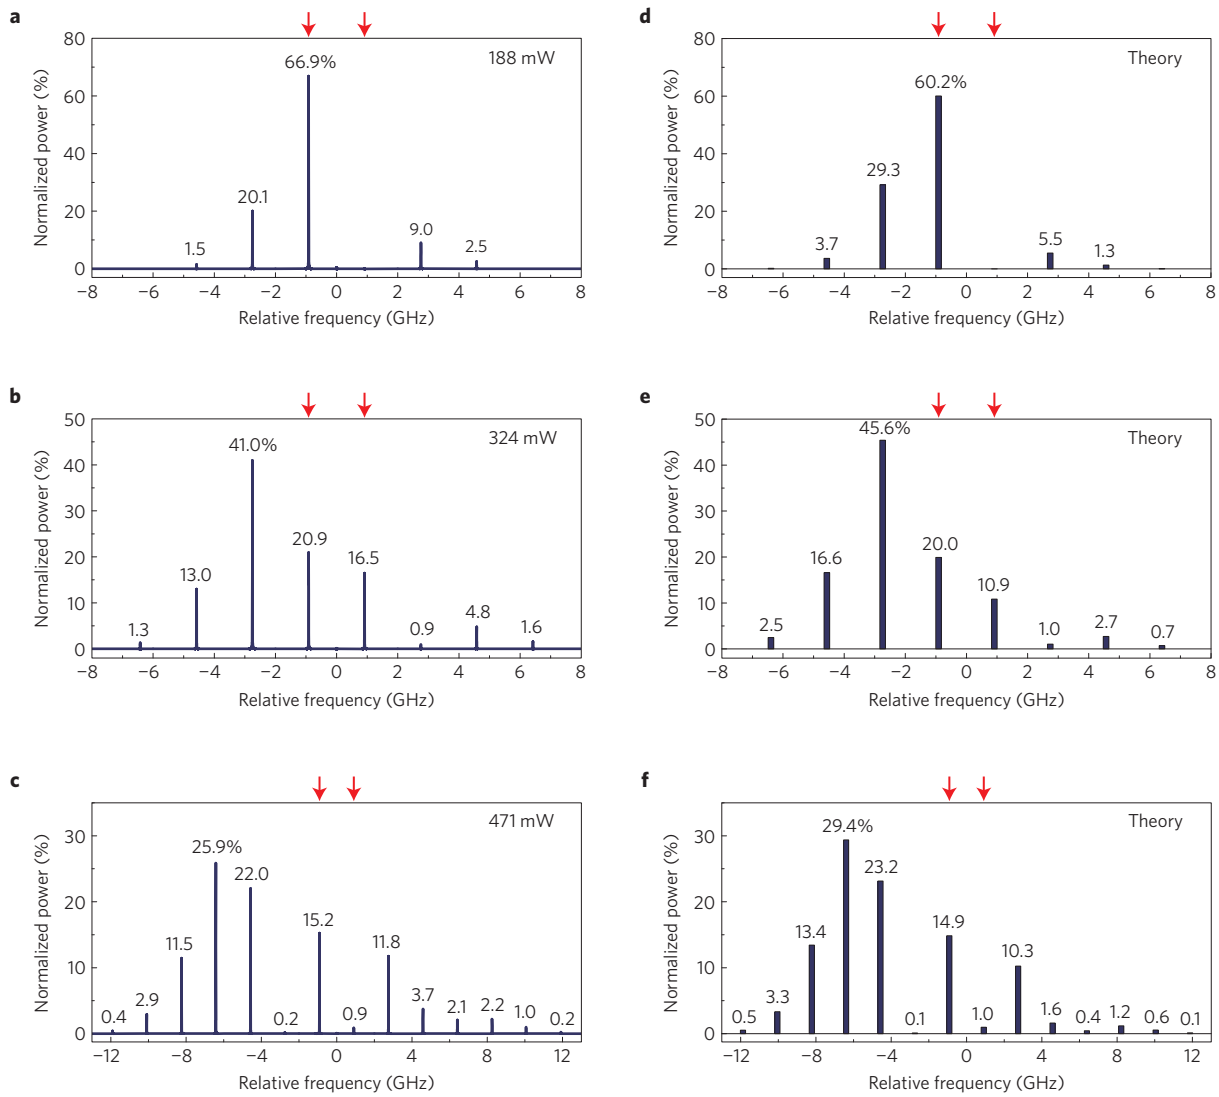 a
188 mW
Normalized power (%)
80
60
40
20
0
66.9%
20.1
9.0
1.5
2.5
−8 −6 −4 −2 0 2 4 6 8
Relative frequency (GHz)
d
Theory
Normalized power (%)
80
60
40
20
0
60.2%
29.3
3.7
5.5
1.3
−8 −6 −4 −2 0 2 4 6 8
Relative frequency (GHz)
b
324 mW
Normalized power (%)
50
40
30
20
10
0
41.0%
20.9
16.5
13.0
1.3
0.9
4.8
1.6
−8 −6 −4 −2 0 2 4 6 8
Relative frequency (GHz)
e
Theory
Normalized power (%)
50
40
30
20
10
0
45.6%
20.0
16.6
10.9
2.5
1.0
2.7
0.7
−8 −6 −4 −2 0 2 4 6 8
Relative frequency (GHz)
c
471 mW
Normalized power (%)
30
20
10
0
25.9%
22.0
15.2
11.5
11.8
0.4
2.9
0.2
0.9
3.7
2.1
2.2
1.0
0.2
−12 −8 −4 0 4 8 12
Relative frequency (GHz)
f
Theory
Normalized power (%)
30
20
10
0
29.4%
23.2
14.9
13.4
10.3
0.5
3.3
0.1
1.0
1.6
0.4
1.2
0.6
0.1
−12 −8 −4 0 4 8 12
Relative frequency (GHz)